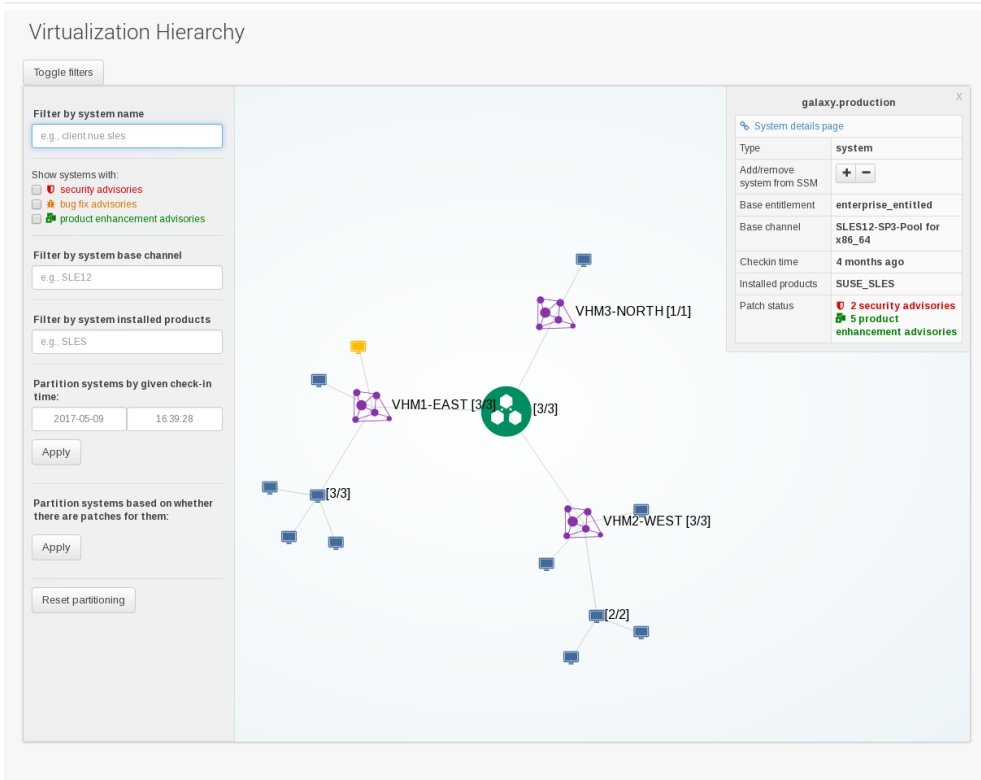 Virtualization Hierarchy
Toggle filters
Filter by system name
e.g., client.nue.sles
Show systems with:
security advisories
bug fix advisories
product enhancement advisories
Filter by system base channel
e.g., SLE12
Filter by system installed products
e.g., SLES
Partition systems by given check-in
time:
2017-05-09 16:39:28
Apply
Partition systems based on whether
there are patches for them:
Apply
Reset partitioning
VHM3-NORTH [1/1]
VHM1-EAST [3/3]
[3/3]
[3/3]
VHM2-WEST [3/3]
[2/2]
X
galaxy.production
System details page
Type system
Add/remove
system from SSM
Base entitlement enterprise_entitled
Base channel SLES12-SP3-Pool for
x86_64
Checkin time 4 months ago
Installed products SUSE_SLES
Patch status 2 security advisories
5 product
enhancement advisories